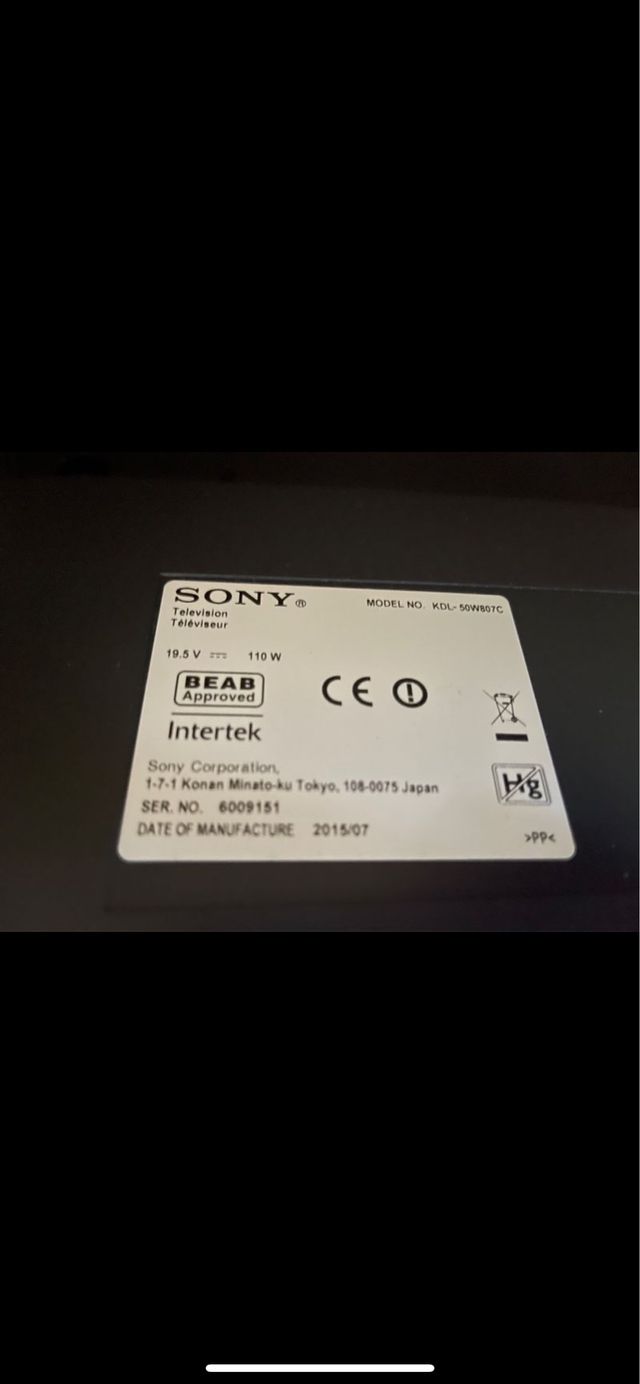 SONY®
MODEL NO. KDL-50W807C
Television
Téléviseur
19.5 V ⎓ 110 W
BEAB
Approved
Intertek
CE
Sony Corporation,
1-7-1 Konan Minato-ku Tokyo, 108-0075 Japan
Hg
SER. NO. 6009151
DATE OF MANUFACTURE 2015/07
>PP<